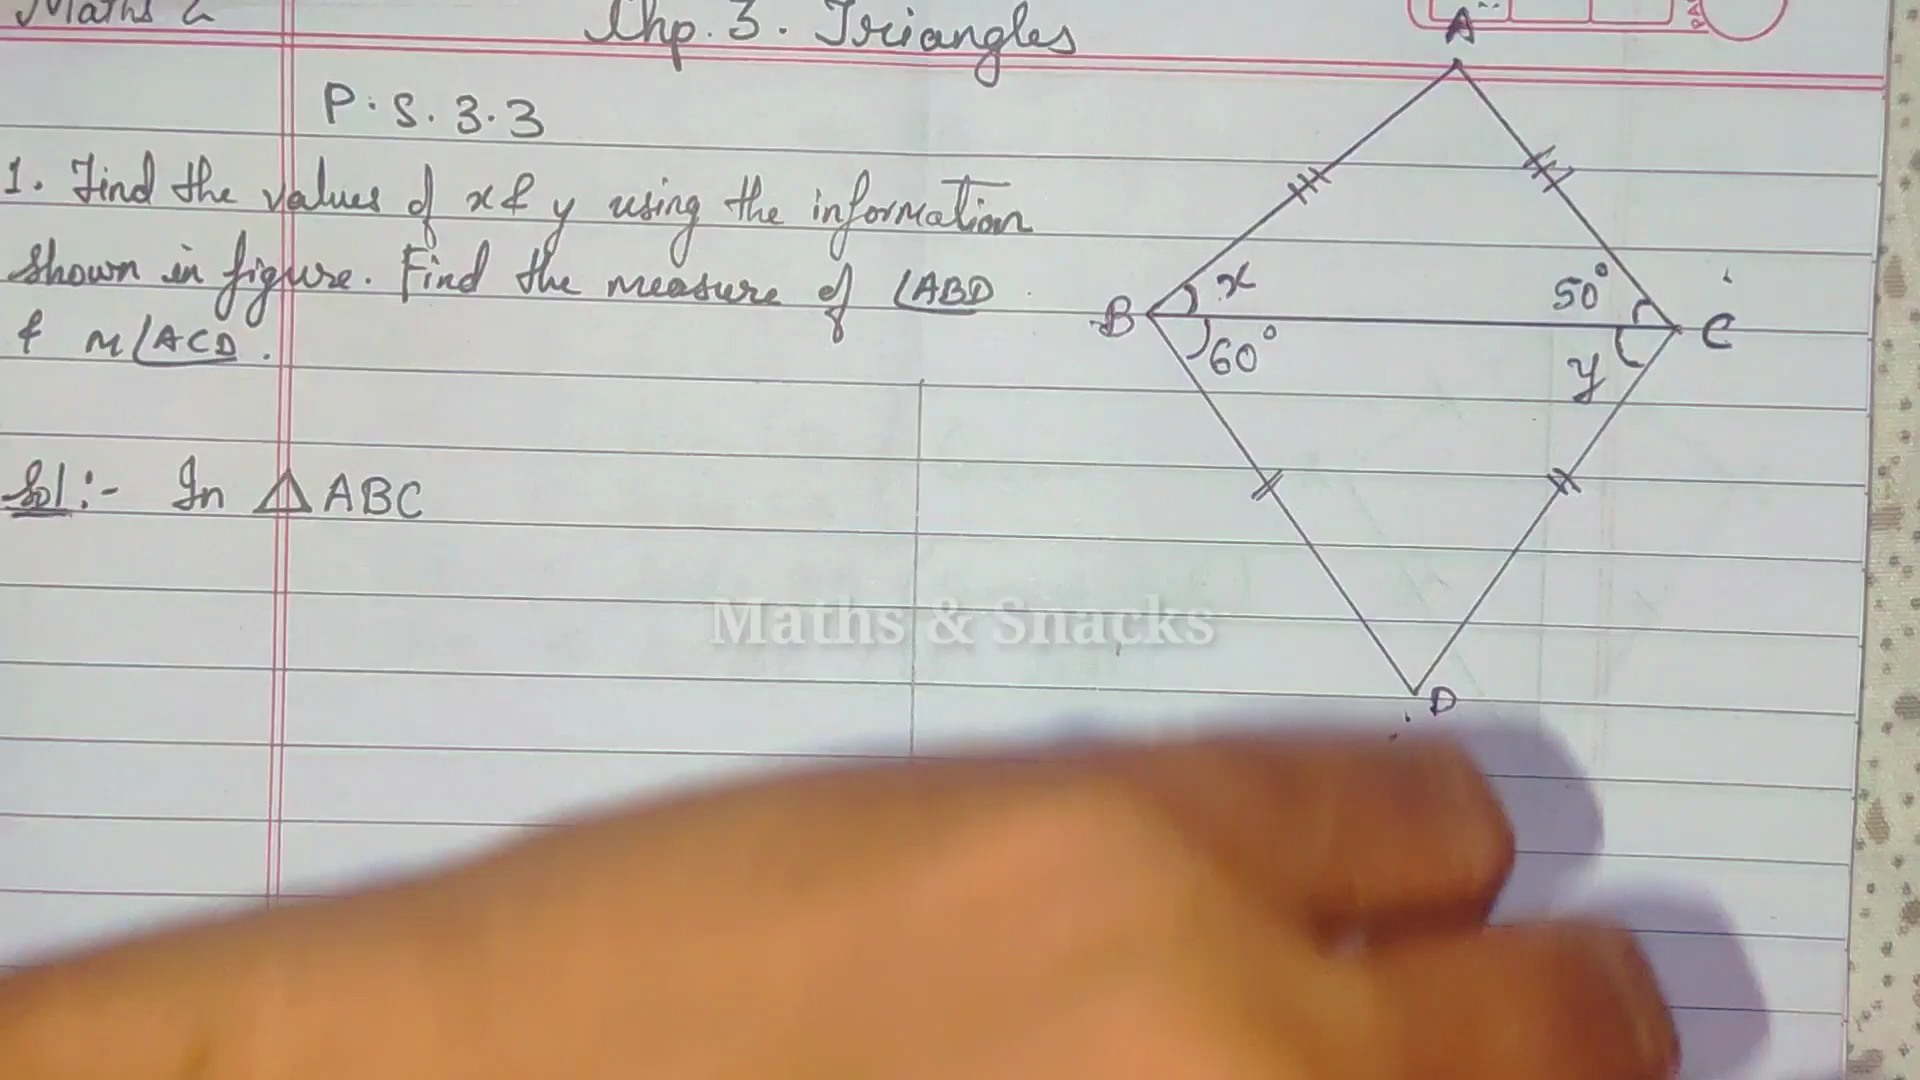 Maths 2
Chp. 3. Triangles
P. S. 3.3
1. Find the values of x & y using the information
shown in figure. Find the measure of ∠ABD
& m∠ACD.
Sol:- In △ABC
A
B
x
50°
C
60°
y
D
Maths & Snacks